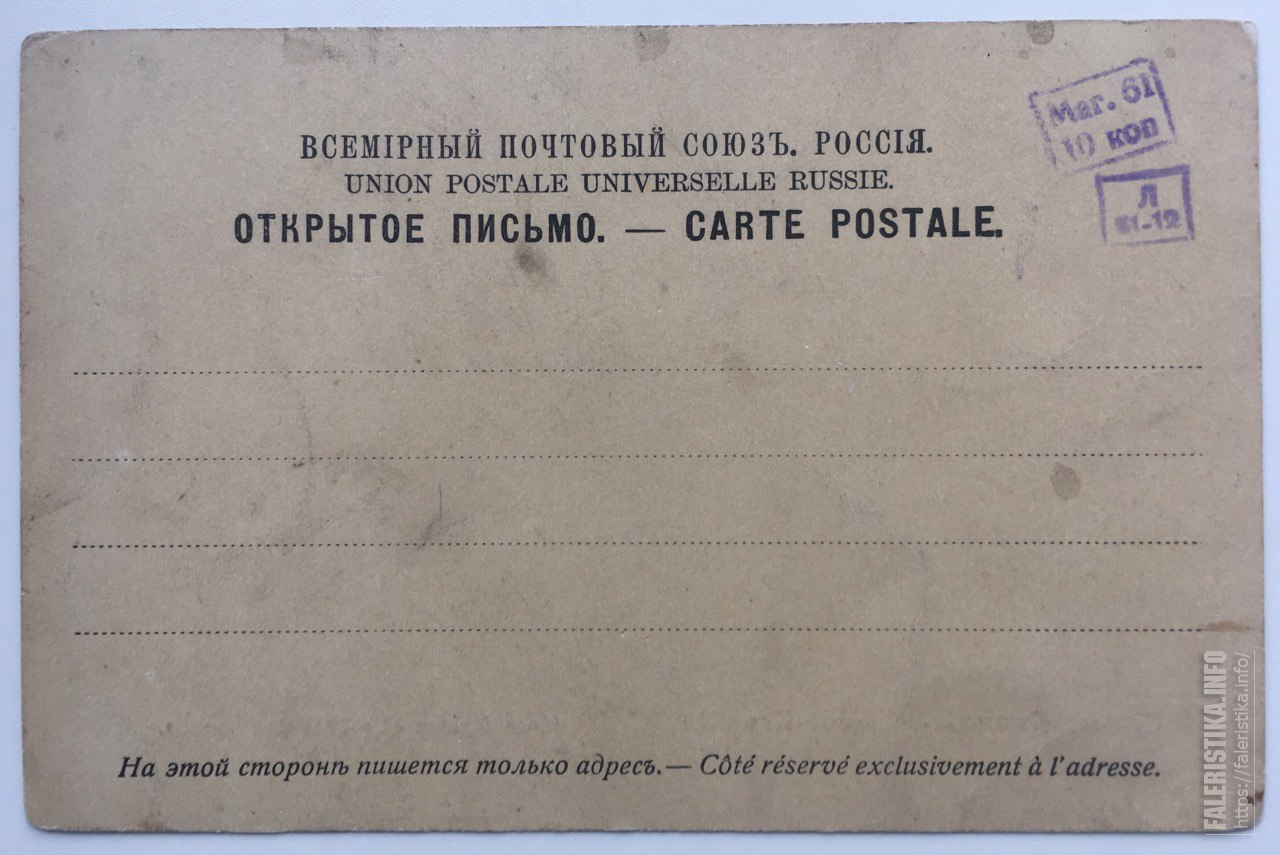 ВСЕМІРНЫЙ ПОЧТОВЫЙ СОЮЗЪ. РОССІЯ.
UNION POSTALE UNIVERSELLE RUSSIE.
ОТКРЫТОЕ ПИСЬМО. — CARTE POSTALE.
Маг. 61
10 коп
Л
51-12
На этой сторонѣ пишется только адресъ. — Côté réservé exclusivement à l'adresse.
FALERISTIKA.INFO
https://faleristika.info/